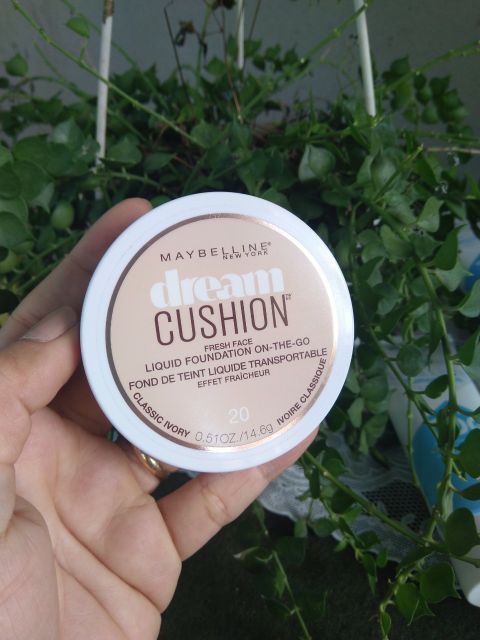 MAYBELLINE
NEW YORK
dream
CUSHION
FRESH FACE
LIQUID FOUNDATION ON-THE-GO
FOND DE TEINT LIQUIDE TRANSPORTABLE
EFFET FRAÎCHEUR
CLASSIC IVORY
20
IVOIRE CLASSIQUE
0.51OZ./14.6g